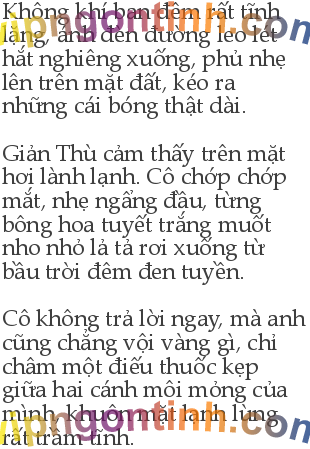 Không khí ban đêm rất tĩnh
lặng, ánh đèn đường leo lét
hắt nghiêng xuống, phủ nhẹ
lên trên mặt đất, kéo ra
những cái bóng thật dài.
Giản Thù cảm thấy trên mặt
hơi lành lạnh. Cô chớp chớp
mắt, nhẹ ngẩng đầu, từng
bông hoa tuyết trắng muốt
nho nhỏ lả tả rơi xuống từ
bầu trời đêm đen tuyền.
Cô không trả lời ngay, mà anh
cũng chẳng vội vàng gì, chỉ
châm một điếu thuốc kẹp
giữa hai cánh môi mỏng của
mình, khuôn mặt lạnh lùng
rất trầm tĩnh.
vipngontinh.com
vipngontinh.com